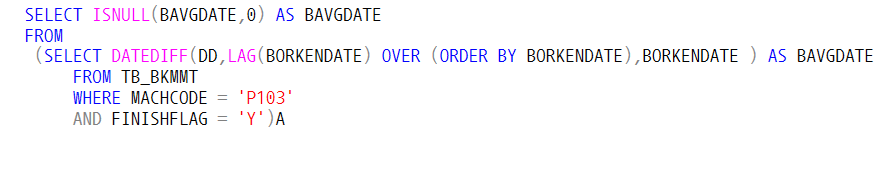 SELECT ISNULL(BAVGDATE,0) AS BAVGDATE
FROM
(SELECT DATEDIFF(DD,LAG(BORKENDATE) OVER (ORDER BY BORKENDATE),BORKENDATE ) AS BAVGDATE
FROM TB_BKMMT
WHERE MACHCODE = 'P103'
AND FINISHFLAG = 'Y')A